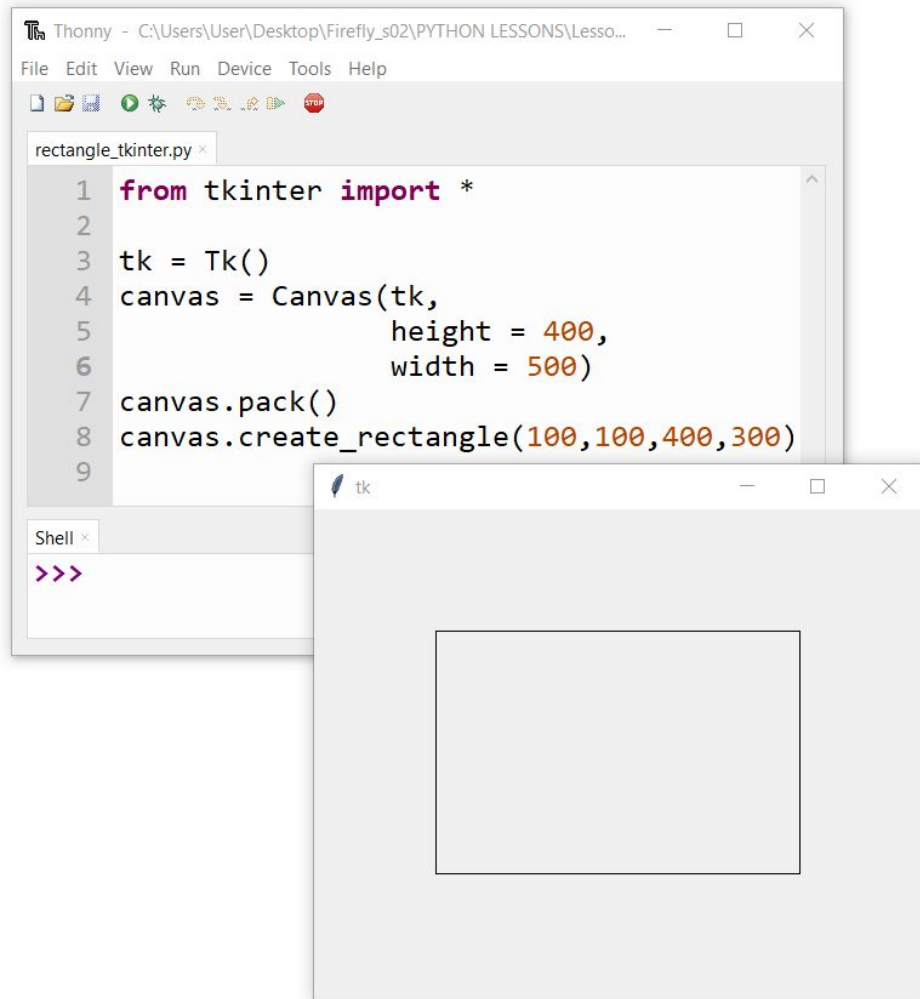 Th Thonny - C:\Users\User\Desktop\Firefly_s02\PYTHON LESSONS\Lesso...
File Edit View Run Device Tools Help
STOP
rectangle_tkinter.py
1 from tkinter import *
2
3 tk = Tk()
4 canvas = Canvas(tk,
5                 height = 400,
6                 width = 500)
7 canvas.pack()
8 canvas.create_rectangle(100,100,400,300)
9
tk
Shell
>>>